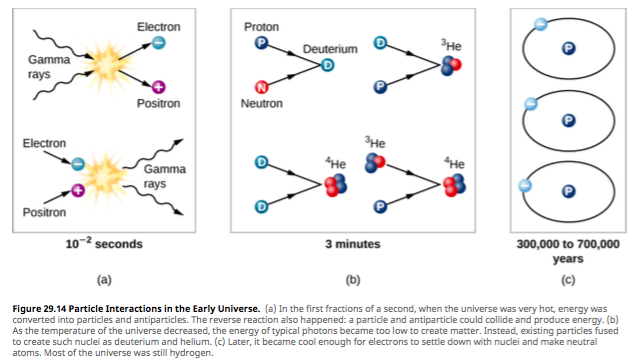 Electron
Gamma
rays
Positron
Electron
Gamma
rays
Positron
10⁻² seconds
(a)
Proton
P
Deuterium
D
N
Neutron
D
³He
P
D
⁴He
D
³He
⁴He
P
3 minutes
(b)
P
P
P
300,000 to 700,000
years
(c)
Figure 29.14 Particle Interactions in the Early Universe. (a) In the first fractions of a second, when the universe was very hot, energy was
converted into particles and antiparticles. The reverse reaction also happened: a particle and antiparticle could collide and produce energy. (b)
As the temperature of the universe decreased, the energy of typical photons became too low to create matter. Instead, existing particles fused
to create such nuclei as deuterium and helium. (c) Later, it became cool enough for electrons to settle down with nuclei and make neutral
atoms. Most of the universe was still hydrogen.